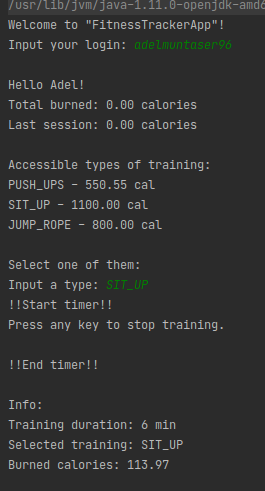 /usr/lib/jvm/java-1.11.0-openjdk-amd6
Welcome to "FitnessTrackerApp"!
Input your login: adelmuntaser96
Hello Adel!
Total burned: 0.00 calories
Last session: 0.00 calories
Accessible types of training:
PUSH_UPS - 550.55 cal
SIT_UP - 1100.00 cal
JUMP_ROPE - 800.00 cal
Select one of them:
Input a type: SIT_UP
!!Start timer!!
Press any key to stop training.
!!End timer!!
Info:
Training duration: 6 min
Selected training: SIT_UP
Burned calories: 113.97